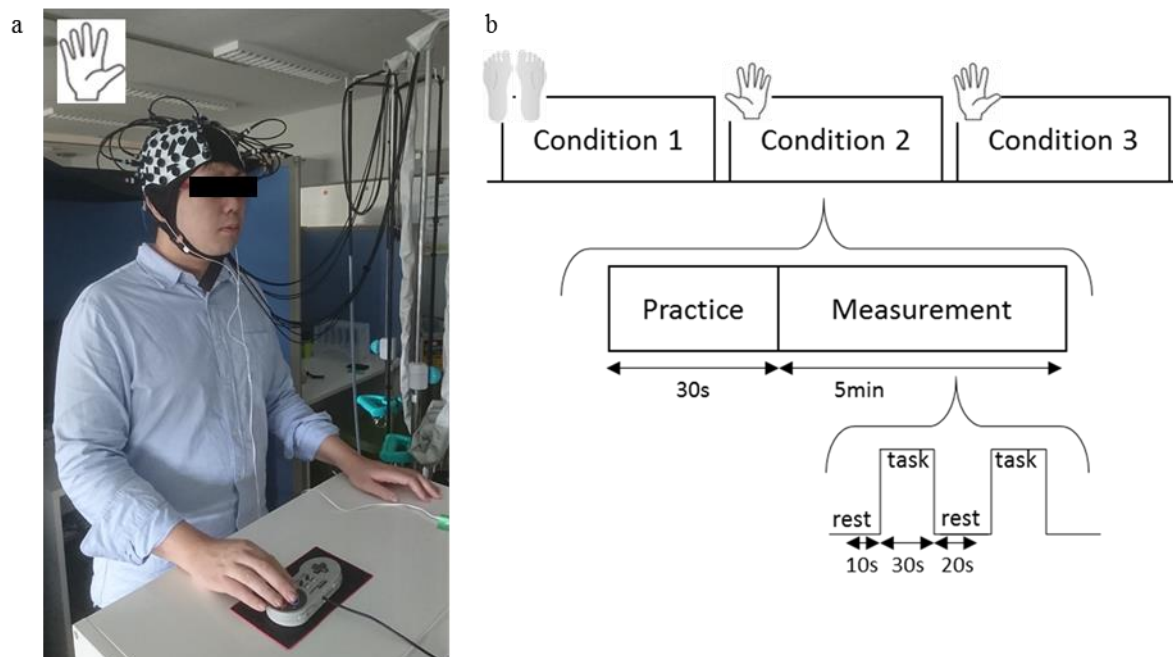 a
b
Condition 1
Condition 2
Condition 3
Practice
Measurement
30s
5min
task
task
rest
rest
10s
30s
20s